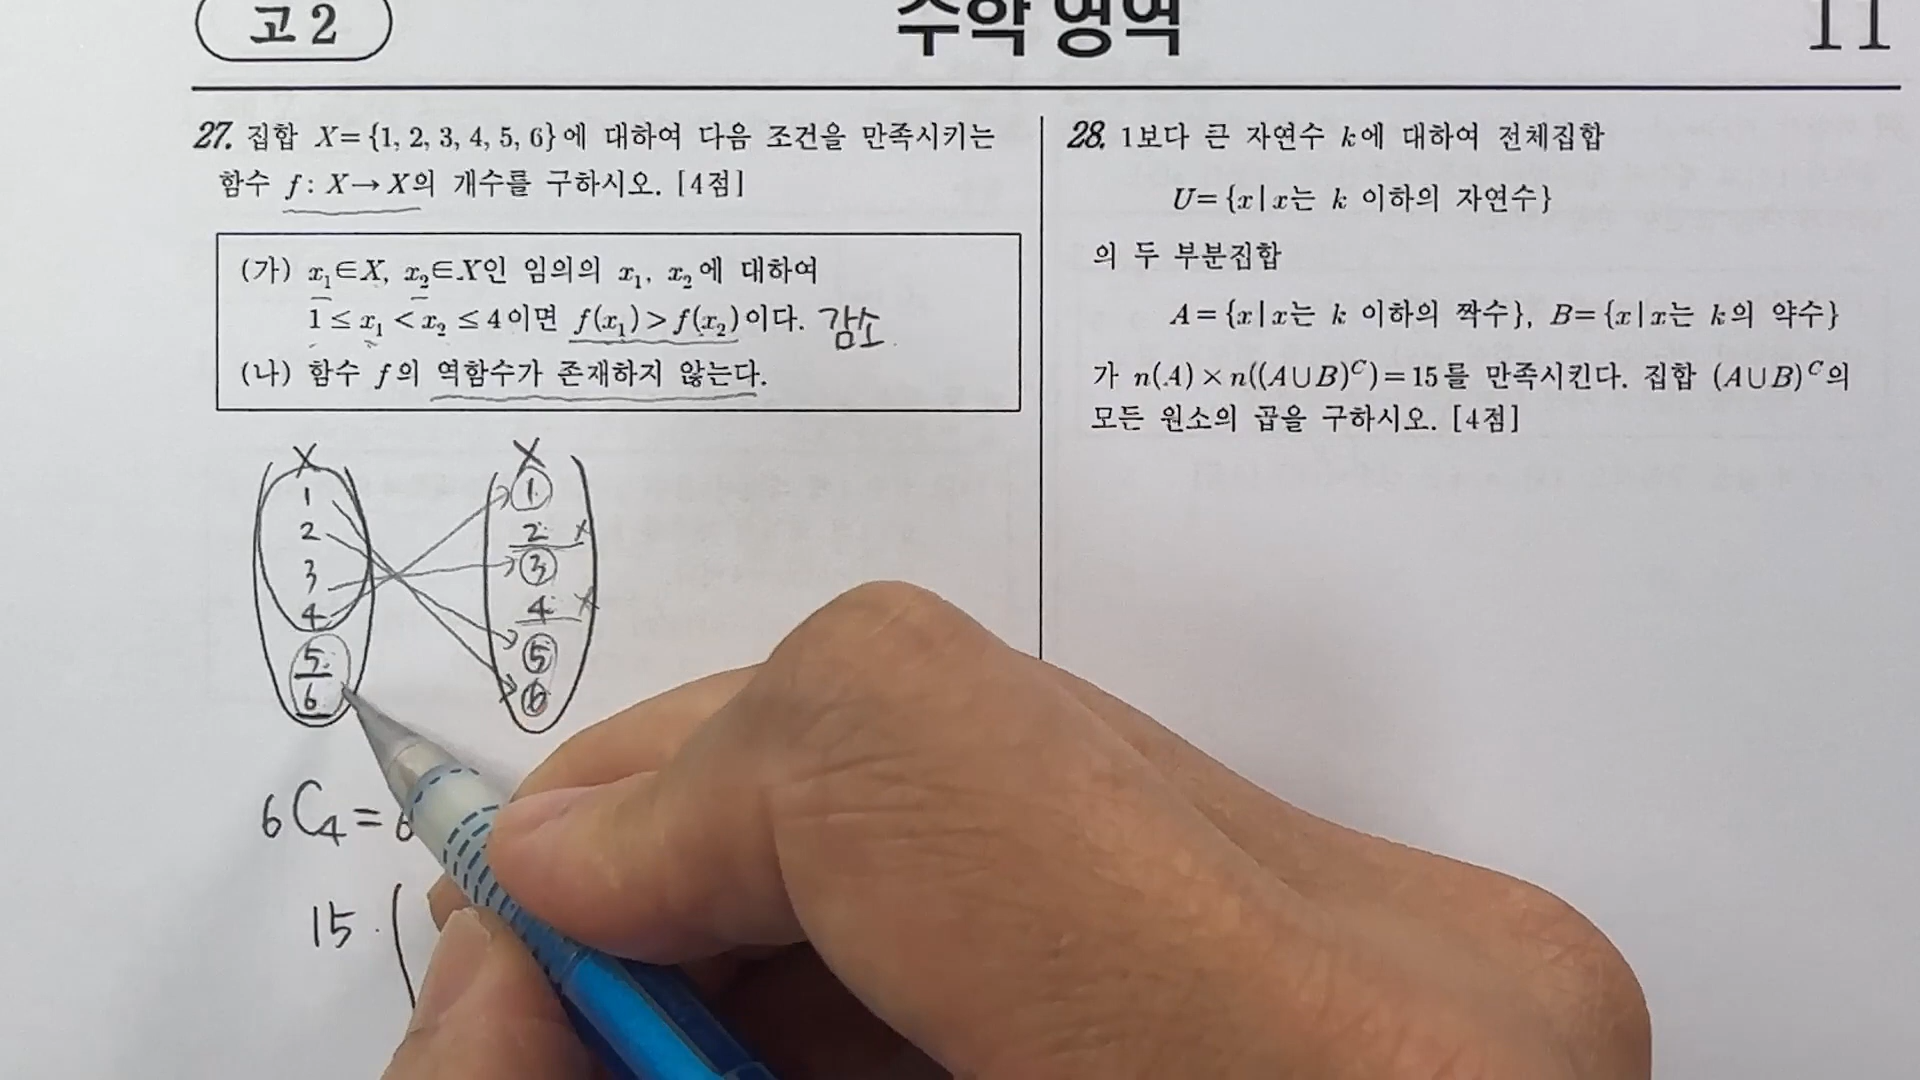 고 2
수학 영역
11
27. 집합 X={1, 2, 3, 4, 5, 6}에 대하여 다음 조건을 만족시키는
함수 f : X→X의 개수를 구하시오. [4점]
(가) x₁∈X, x₂∈X인 임의의 x₁, x₂에 대하여
1 ≤ x₁ < x₂ ≤ 4이면 f(x₁) > f(x₂)이다. 감소
(나) 함수 f의 역함수가 존재하지 않는다.
X X
1 1
2 2 x
3 3
4 4 x
5 5
6 6
₆C₄ = 6
15 · (
28. 1보다 큰 자연수 k에 대하여 전체집합
U={x|x는 k 이하의 자연수}
의 두 부분집합
A={x|x는 k 이하의 짝수}, B={x|x는 k의 약수}
가 n(A)×n((A∪B)ᶜ)=15를 만족시킨다. 집합 (A∪B)ᶜ의
모든 원소의 곱을 구하시오. [4점]